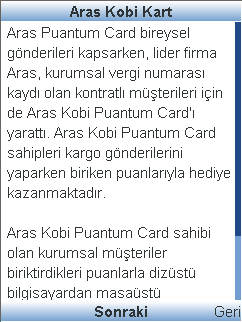 Aras Kobi Kart
Aras Puantum Card bireysel
gönderileri kapsarken, lider firma
Aras, kurumsal vergi numarası
kaydı olan kontratlı müşterileri için
de Aras Kobi Puantum Card'ı
yarattı. Aras Kobi Puantum Card
sahipleri kargo gönderilerini
yaparken biriken puanlarıyla hediye
kazanmaktadır.
Aras Kobi Puantum Card sahibi
olan kurumsal müşteriler
biriktirdikleri puanlarla dizüstü
bilgisayardan masaüstü
Sonraki Geri